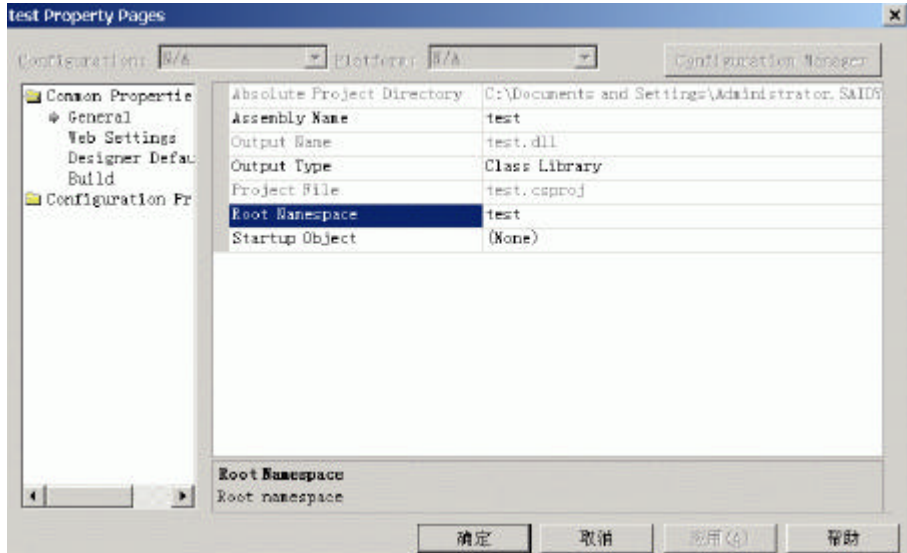 test Property Pages
Configuration: N/A Platform: N/A Configuration Manager
Common Propertie
General
Web Settings
Designer Defau
Build
Configuration Pr
Absolute Project Directory C:\Documents and Settings\Administrator.SAIDY
Assembly Name test
Output Name test.dll
Output Type Class Library
Project File test.csproj
Root Namespace test
Startup Object (None)
Root Namespace
Root namespace
确定 取消 应用(A) 帮助